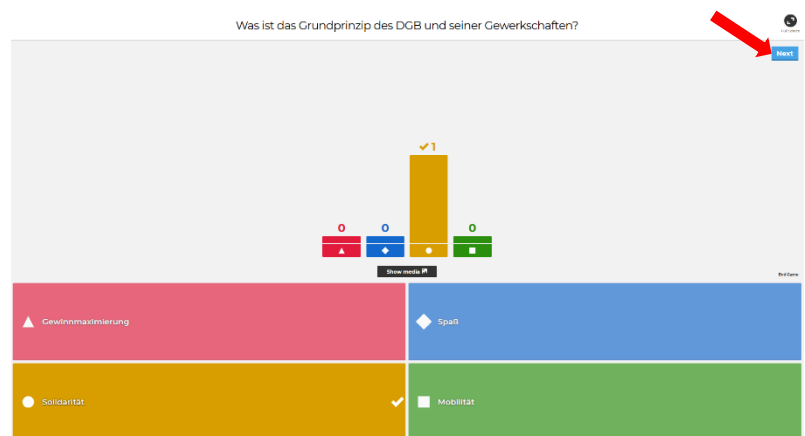 Was ist das Grundprinzip des DGB und seiner Gewerkschaften?
Next
1
0
0
0
Show media
End Game
Gewinnmaximierung
Spaß
Solidarität
Mobilität